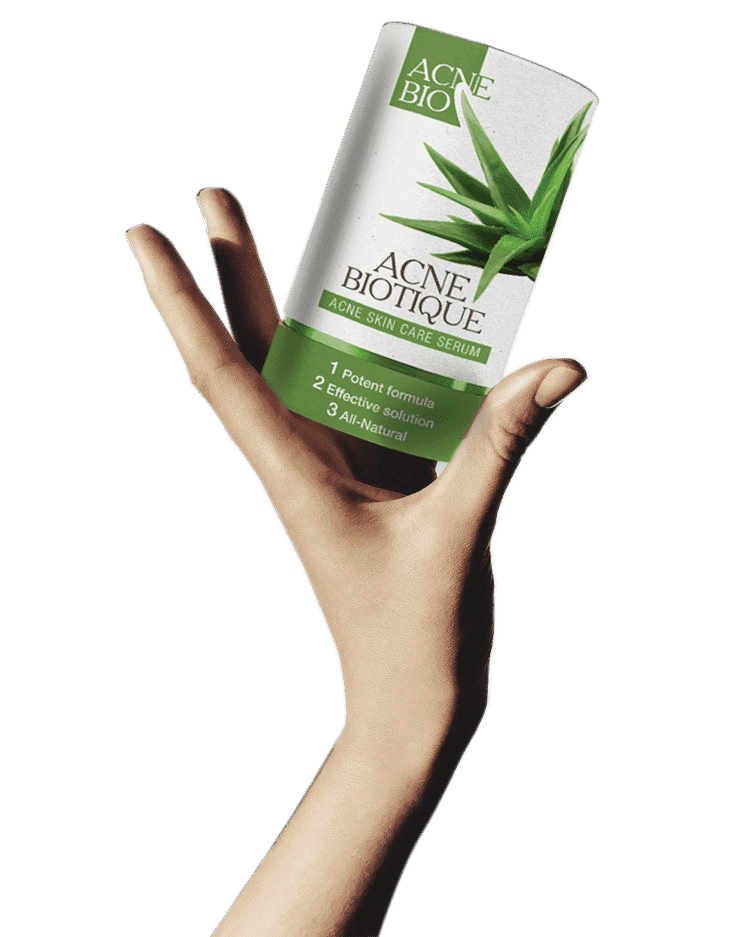 ACNE
BIO
ACNE
BIOTIQUE
ACNE SKIN CARE SERUM
1 Potent formula
2 Effective solution
3 All-Natural